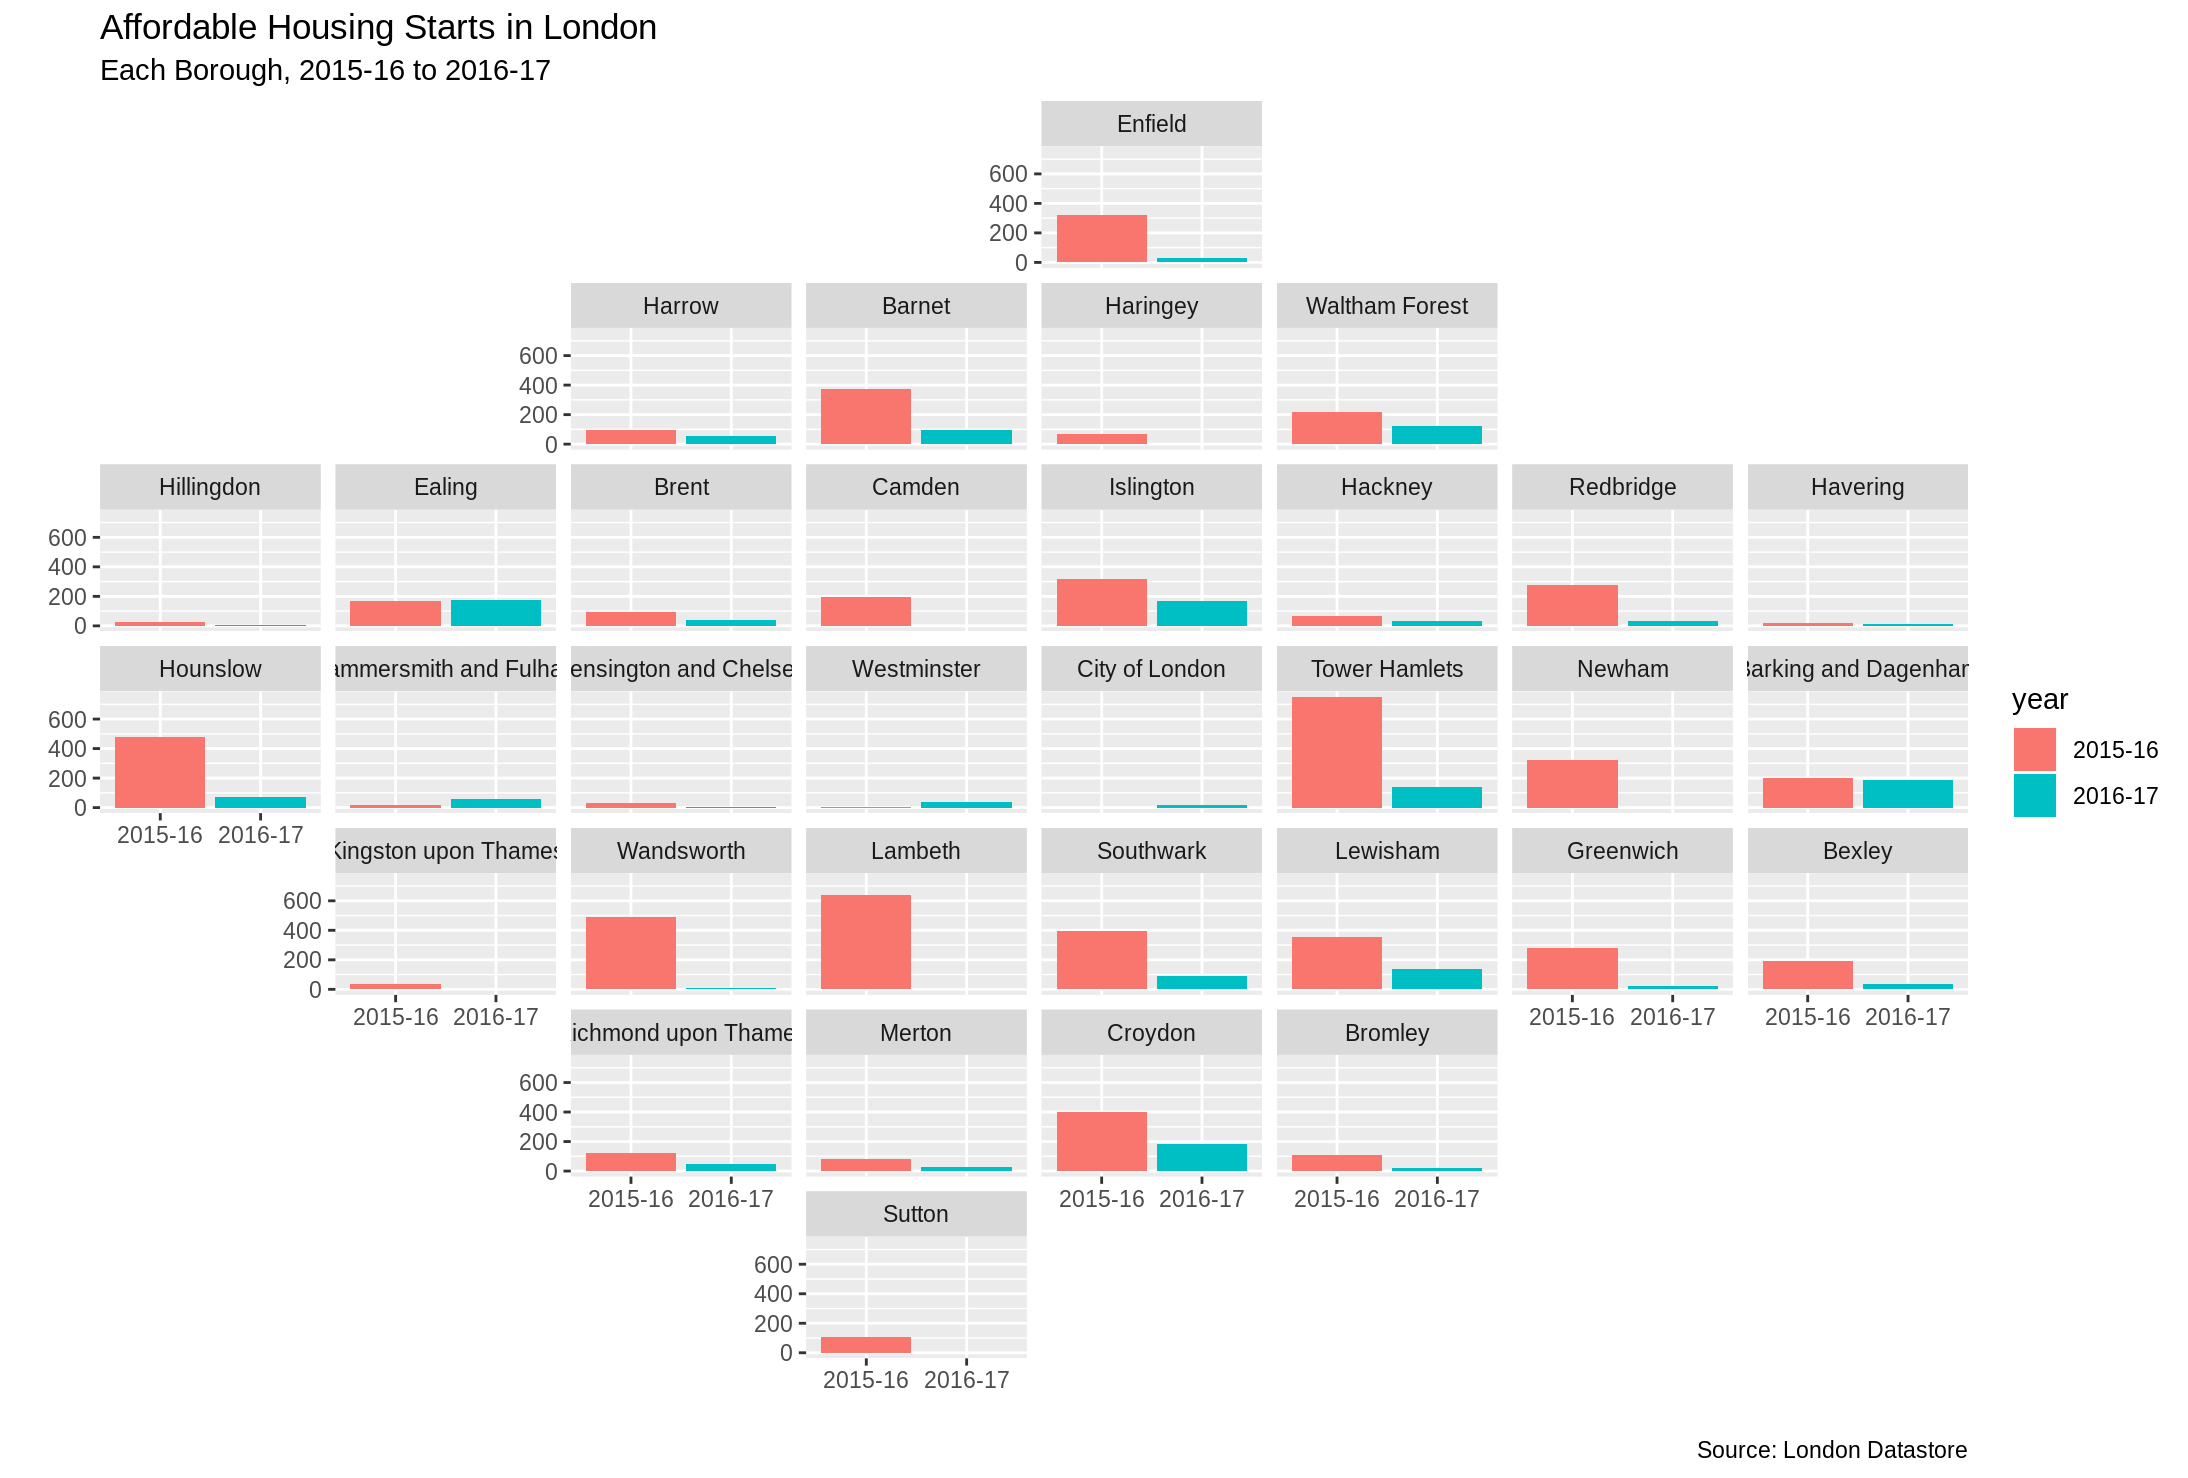 Affordable Housing Starts in London
Each Borough, 2015-16 to 2016-17
Enfield
600
400
200
0
Harrow Barnet Haringey Waltham Forest
600
400
200
0
Hillingdon Ealing Brent Camden Islington Hackney Redbridge Havering
600
400
200
0
Hounslow ammersmith and Fulha ensington and Chelse Westminster City of London Tower Hamlets Newham Barking and Dagenham
600
400
200
0
2015-16 2016-17
year
2015-16
2016-17
Kingston upon Thames Wandsworth Lambeth Southwark Lewisham Greenwich Bexley
600
400
200
0
2015-16 2016-17 2015-16 2016-17 2015-16 2016-17
ichmond upon Thame Merton Croydon Bromley
600
400
200
0
2015-16 2016-17 2015-16 2016-17 2015-16 2016-17
Sutton
600
400
200
0
2015-16 2016-17
Source: London Datastore